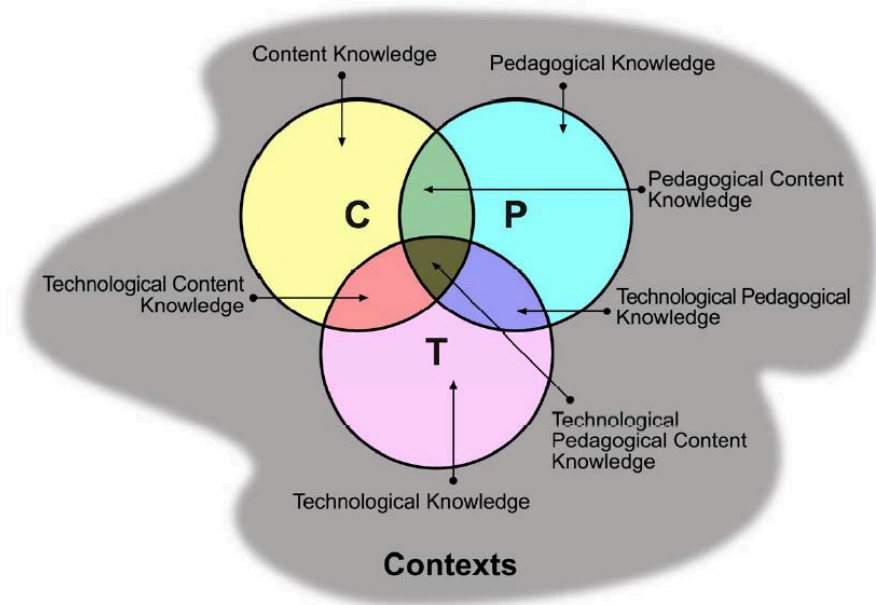 Content Knowledge
Pedagogical Knowledge
Pedagogical Content
Knowledge
C
P
Technological Content
Knowledge
Technological Pedagogical
Knowledge
T
Technological
Pedagogical Content
Knowledge
Technological Knowledge
Contexts